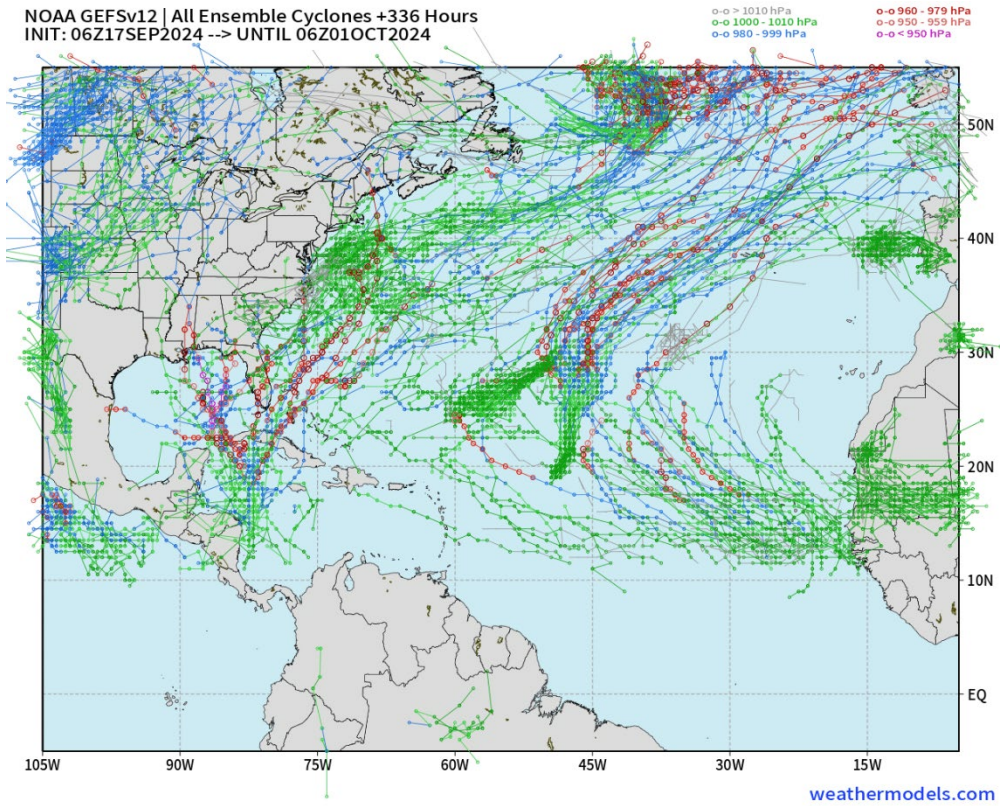 NOAA GEFSv12 | All Ensemble Cyclones +336 Hours
INIT: 06Z17SEP2024 --> UNTIL 06Z01OCT2024
o-o > 1010 hPa
o-o 1000 - 1010 hPa
o-o 980 - 999 hPa
o-o 960 - 979 hPa
o-o 950 - 959 hPa
o-o < 950 hPa
50N
40N
30N
20N
10N
EQ
105W 90W 75W 60W 45W 30W 15W
weathermodels.com